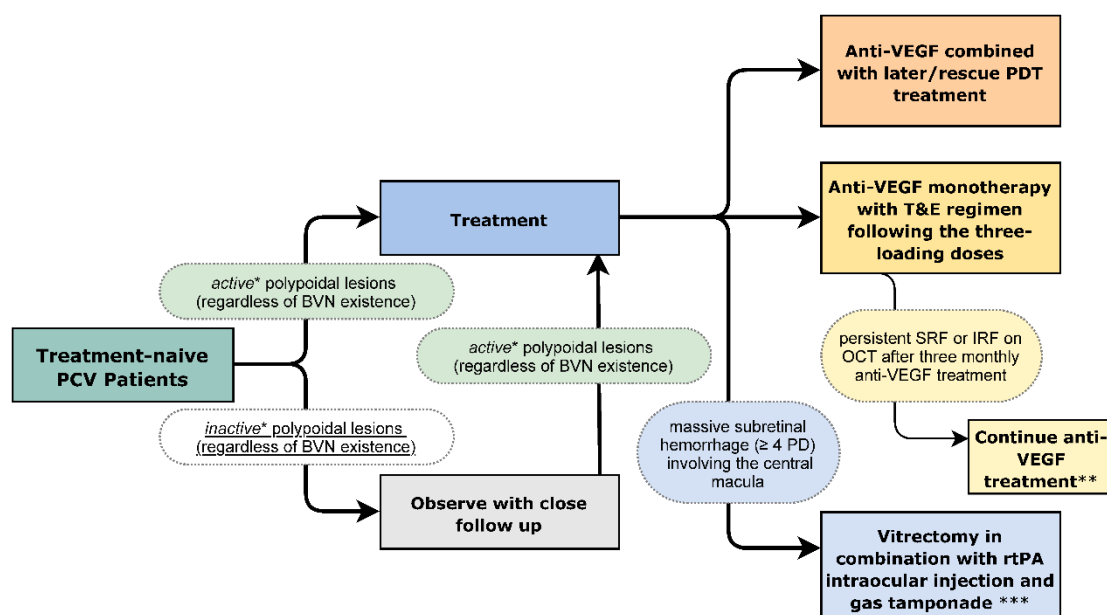 Anti-VEGF combined
with later/rescue PDT
treatment
Treatment
Anti-VEGF monotherapy
with T&E regimen
following the three-
loading doses
active* polypoidal lesions
(regardless of BVN existence)
Treatment-naive
PCV Patients
active* polypoidal lesions
(regardless of BVN existence)
persistent SRF or IRF on
OCT after three monthly
anti-VEGF treatment
inactive* polypoidal lesions
(regardless of BVN existence)
massive subretinal
hemorrhage (≥ 4 PD)
involving the central
macula
Continue anti-
VEGF
treatment**
Observe with close
follow up
Vitrectomy in
combination with rtPA
intraocular injection and
gas tamponade ***